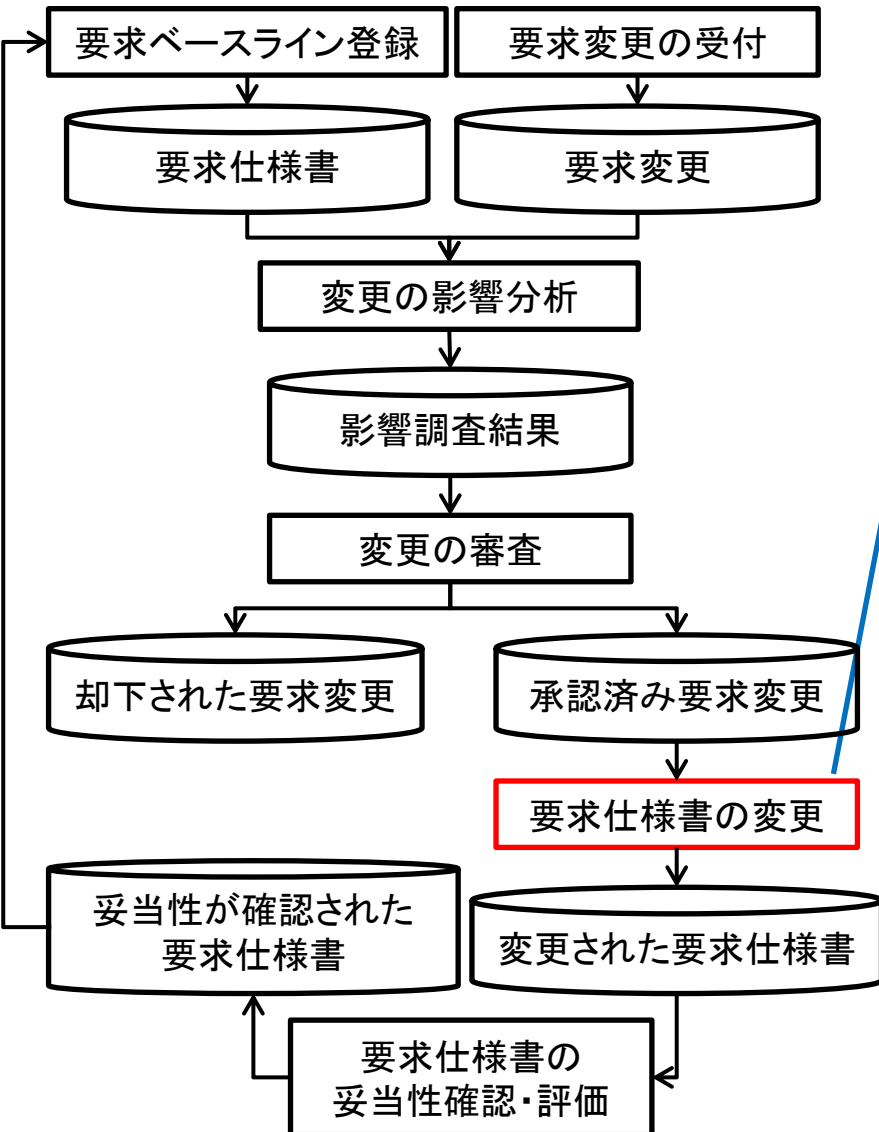 要求ベースライン登録
要求変更の受付
要求仕様書
要求変更
変更の影響分析
影響調査結果
変更の審査
却下された要求変更
承認済み要求変更
要求仕様書の変更
妥当性が確認された
要求仕様書
変更された要求仕様書
要求仕様書の
妥当性確認・評価